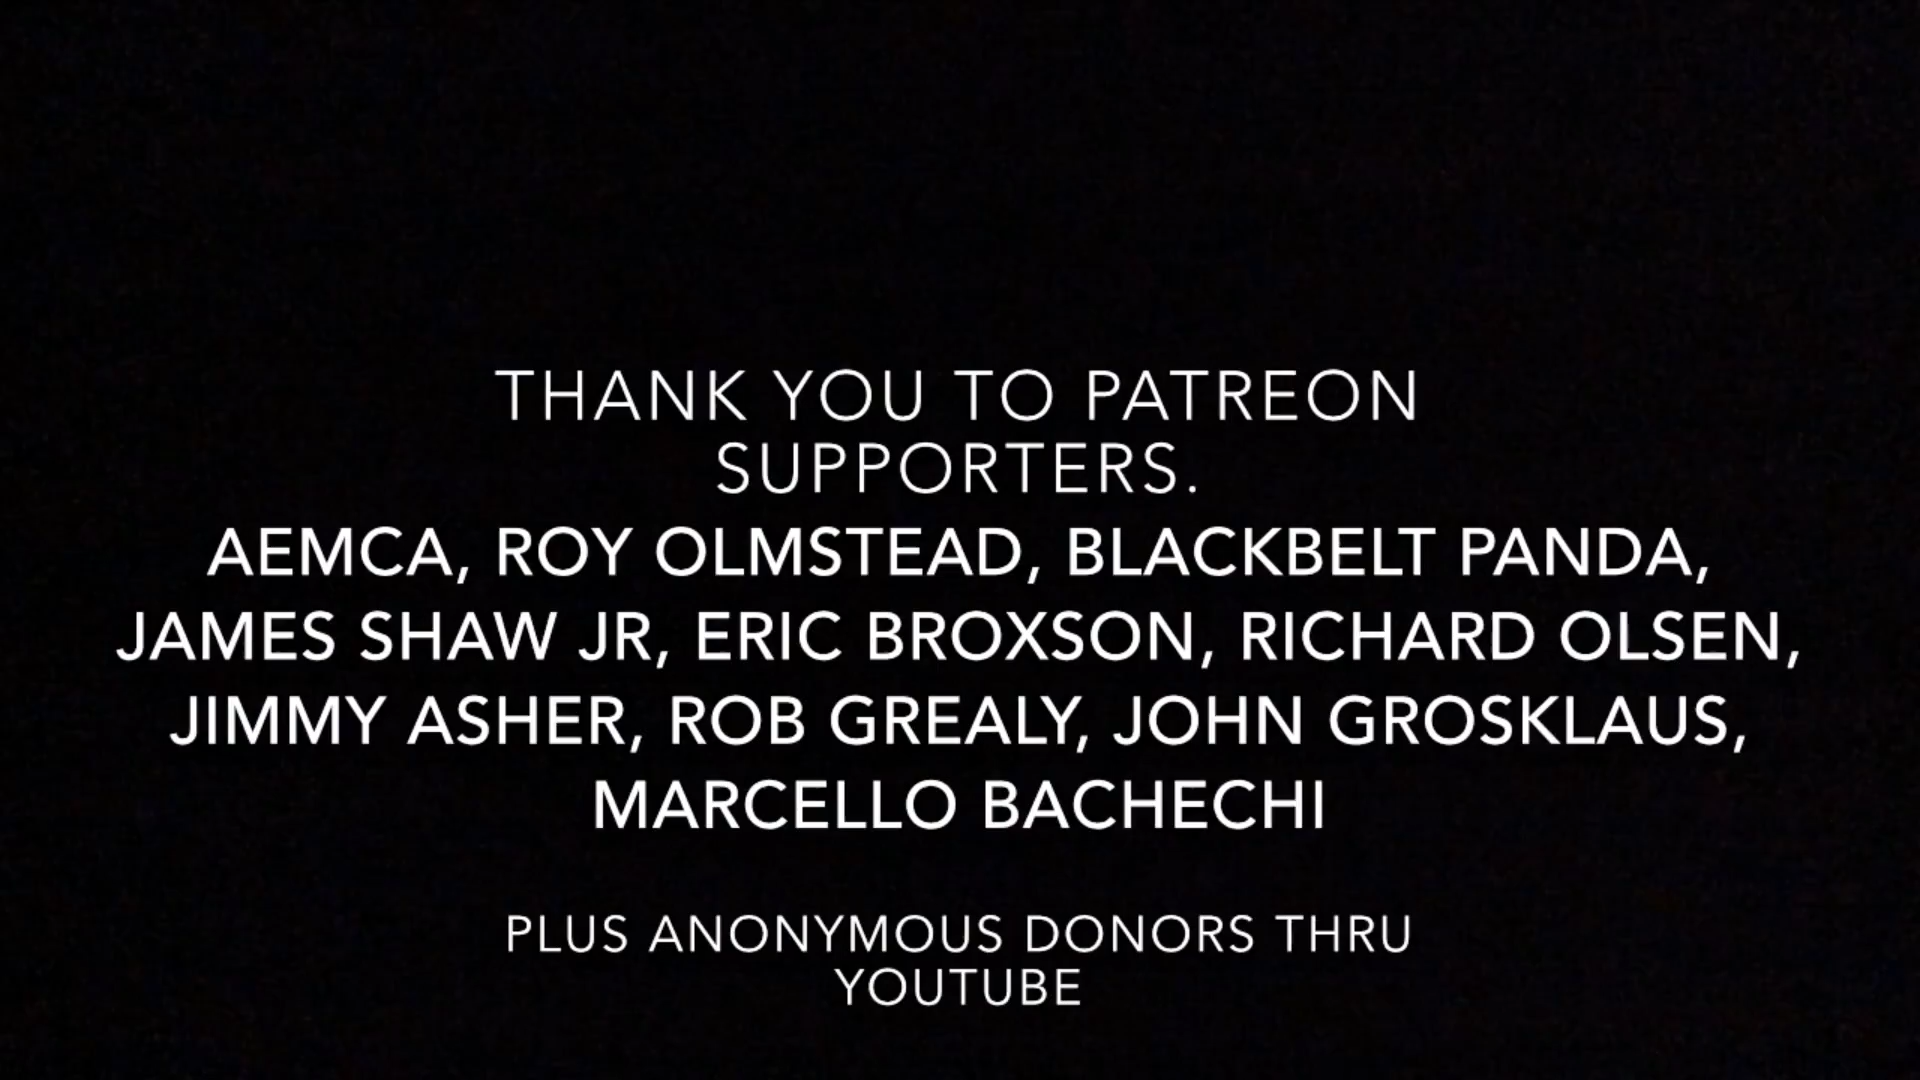 THANK YOU TO PATREON
SUPPORTERS.
AEMCA, ROY OLMSTEAD, BLACKBELT PANDA,
JAMES SHAW JR, ERIC BROXSON, RICHARD OLSEN,
JIMMY ASHER, ROB GREALY, JOHN GROSKLAUS,
MARCELLO BACHECHI
PLUS ANONYMOUS DONORS THRU
YOUTUBE